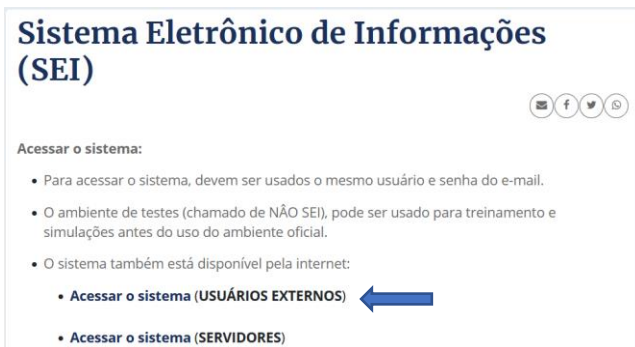 Sistema Eletrônico de Informações
(SEI)
Acessar o sistema:
• Para acessar o sistema, devem ser usados o mesmo usuário e senha do e-mail.
• O ambiente de testes (chamado de NÂO SEI), pode ser usado para treinamento e
simulações antes do uso do ambiente oficial.
• O sistema também está disponível pela internet:
• Acessar o sistema (USUÁRIOS EXTERNOS)
• Acessar o sistema (SERVIDORES)